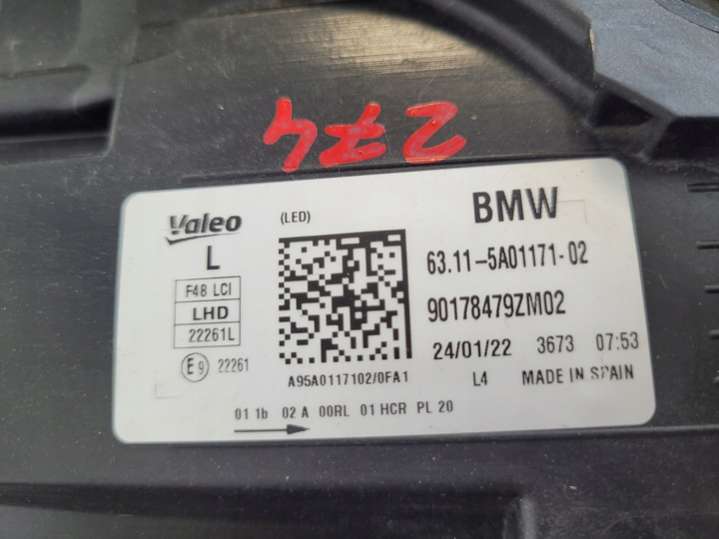 274
Valeo
(LED)
BMW
L
63.11-5A01171-02
F48 LCI
LHD
22261L
90178479ZM02
24/01/22 3673 07:53
E9 22261
A95A0117102/0FA1
L4 MADE IN SPAIN
01 1b 02 A 00RL 01 HCR PL 20